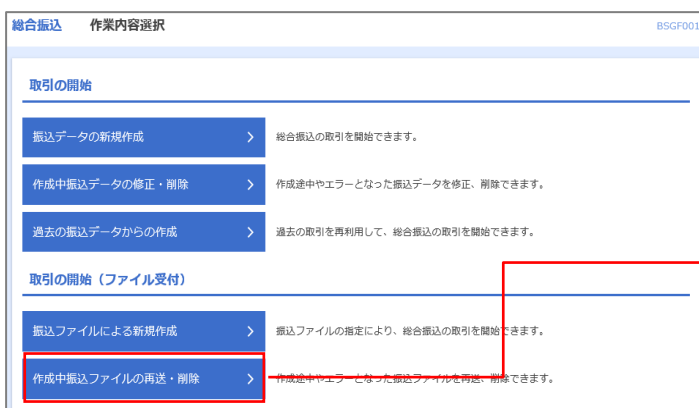 総合振込 作業内容選択 BSGF001
取引の開始
振込データの新規作成 総合振込の取引を開始できます。
作成中振込データの修正・削除 作成途中やエラーとなった振込データを修正、削除できます。
過去の振込データからの作成 過去の取引を再利用して、総合振込の取引を開始できます。
取引の開始（ファイル受付）
振込ファイルによる新規作成 振込ファイルの指定により、総合振込の取引を開始できます。
作成中振込ファイルの再送・削除 作成途中やエラーとなった振込ファイルを再送、削除できます。